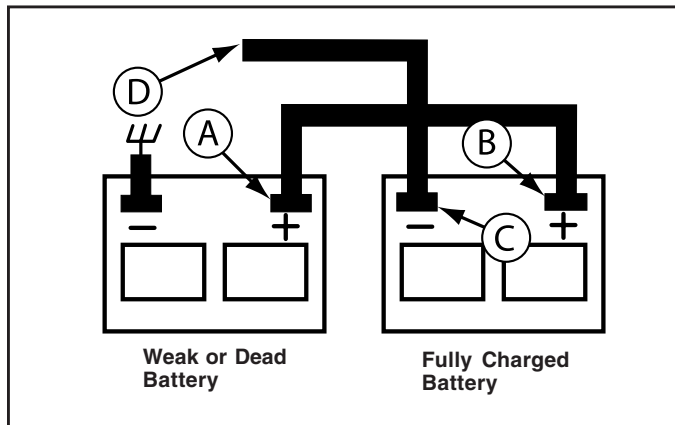 D
A
B
C
−
+
−
+
Weak or Dead
Battery
Fully Charged
Battery